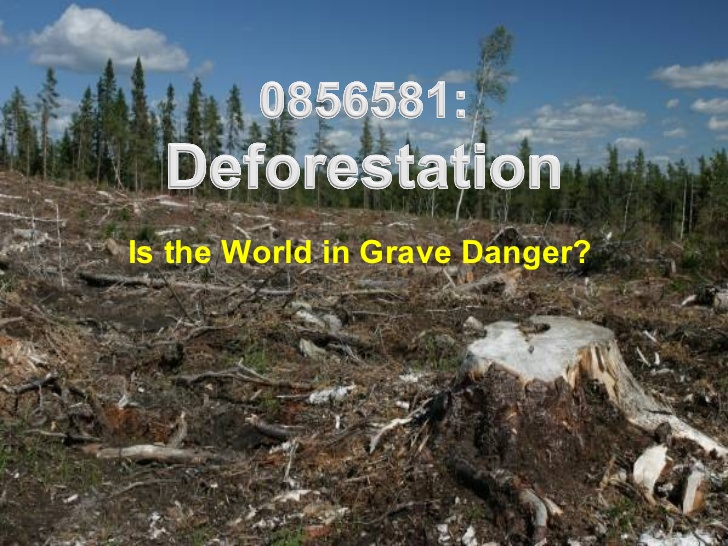 0856581:
Deforestation
Is the World in Grave Danger?